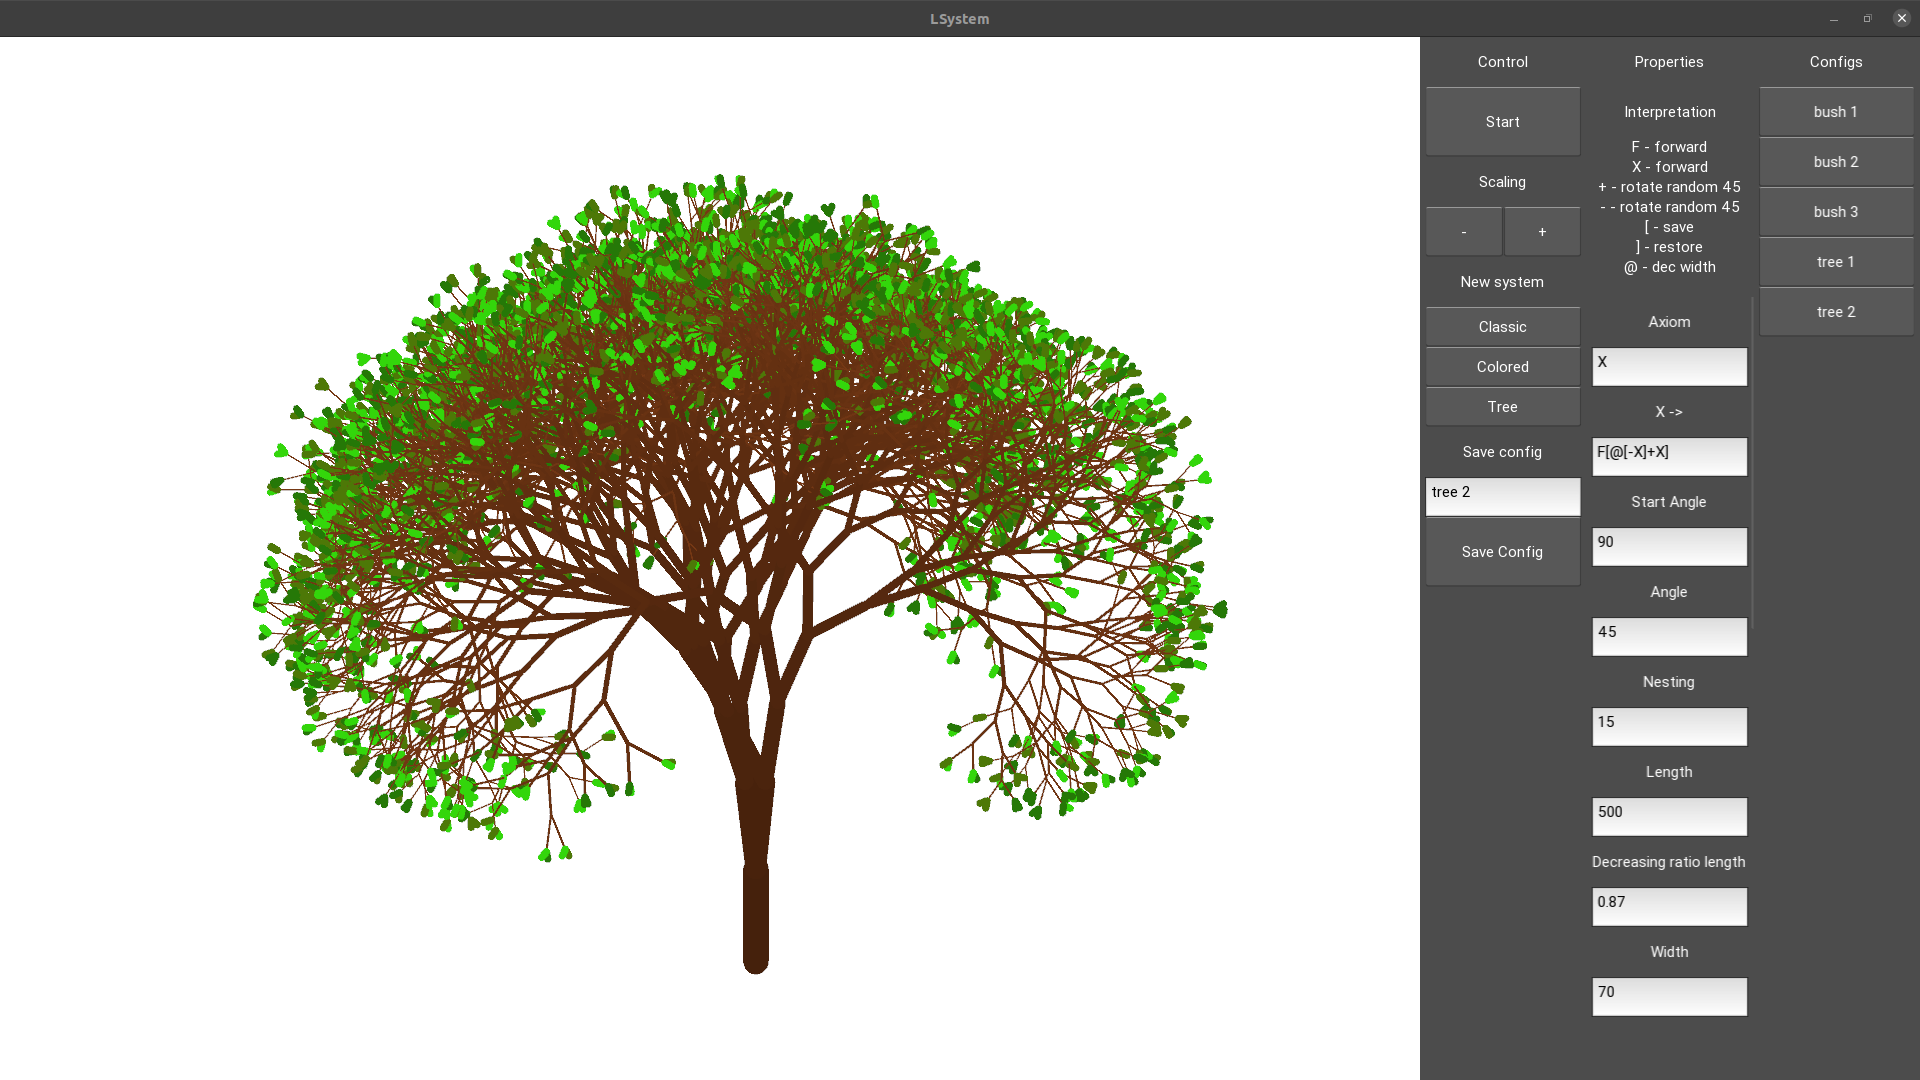 LSystem
Control
Start
Scaling
-
+
New system
Classic
Colored
Tree
Save config
tree 2
Save Config
Properties
Interpretation
F - forward
X - forward
+ - rotate random 45
- - rotate random 45
[ - save
] - restore
@ - dec width
Axiom
X
X ->
F[@[-X]+X]
Start Angle
90
Angle
45
Nesting
15
Length
500
Decreasing ratio length
0.87
Width
70
Configs
bush 1
bush 2
bush 3
tree 1
tree 2